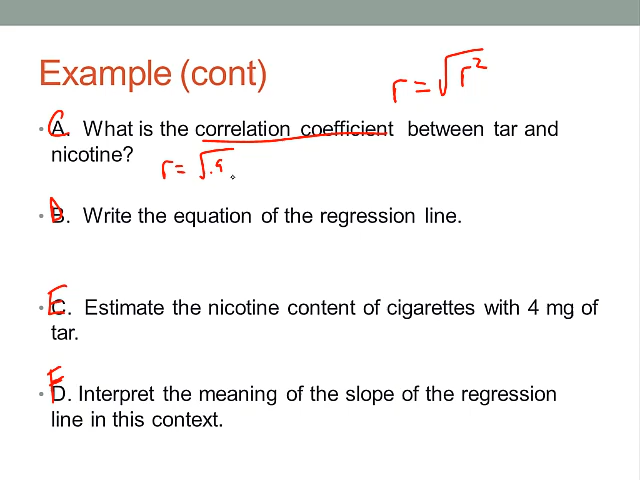 Example (cont)
r = √r²
C
• A. What is the correlation coefficient between tar and
nicotine?
r = √.9
D
• B. Write the equation of the regression line.
E
• C. Estimate the nicotine content of cigarettes with 4 mg of
tar.
F
• D. Interpret the meaning of the slope of the regression
line in this context.